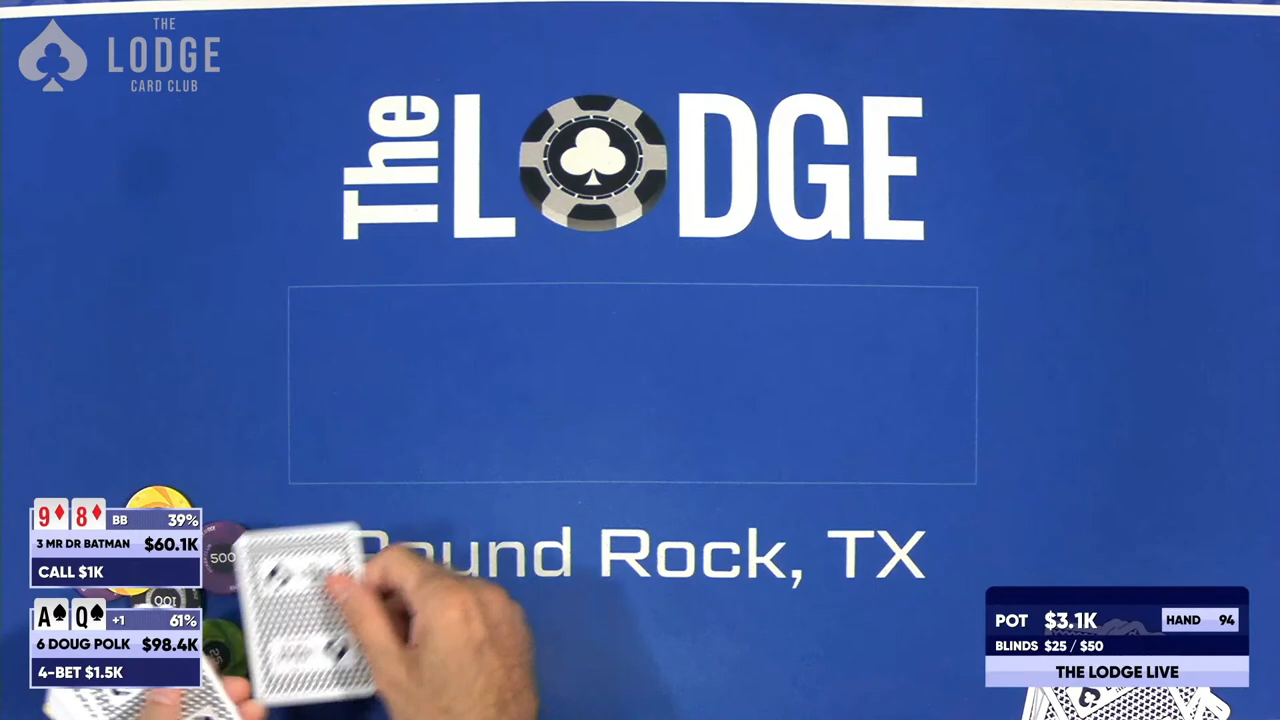 THE
LODGE
CARD CLUB
The LODGE
Round Rock, TX
9 8 BB 39%
3 MR DR BATMAN $60.1K
CALL $1K
500
100
A Q +1 61%
6 DOUG POLK $98.4K
4-BET $1.5K
25
POT $3.1K HAND 94
BLINDS $25 / $50
THE LODGE LIVE